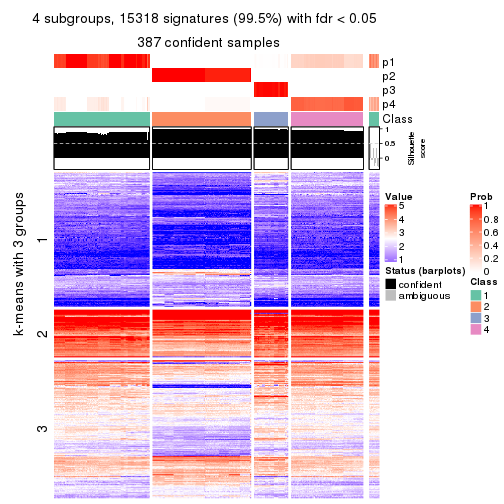 4 subgroups, 15318 signatures (99.5%) with fdr < 0.05
387 confident samples
p1
p2
p3
p4
Class
1
0.5
0
Silhouette
score
k-means with 3 groups
1
2
3
Value
5
4
3
2
1
Status (barplots)
confident
ambiguous
Prob
1
0.8
0.6
0.4
0.2
0
Class
1
2
3
4